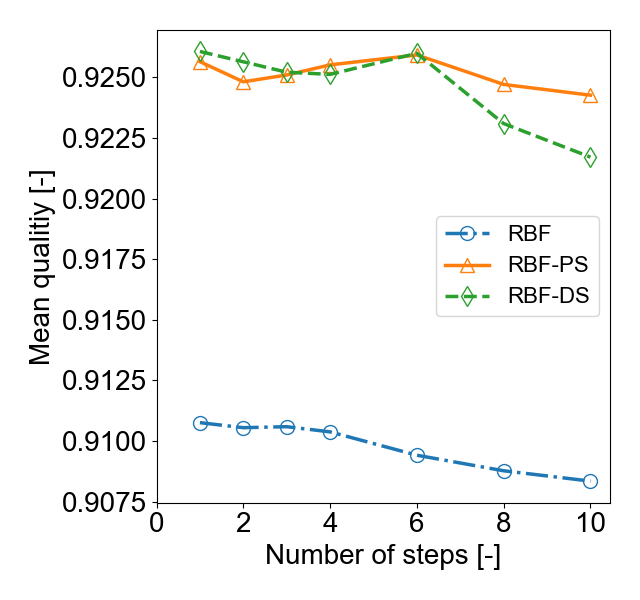 0.9250
0.9225
0.9200
0.9175
0.9150
0.9125
0.9100
0.9075
Mean qualitiy [-]
RBF
RBF-PS
RBF-DS
0 2 4 6 8 10
Number of steps [-]